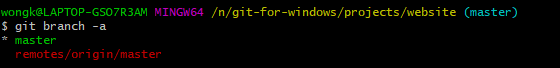 wongk@LAPTOP-GSO7R3AM MINGW64 /n/git-for-windows/projects/website (master)
$ git branch -a
* master
remotes/origin/master